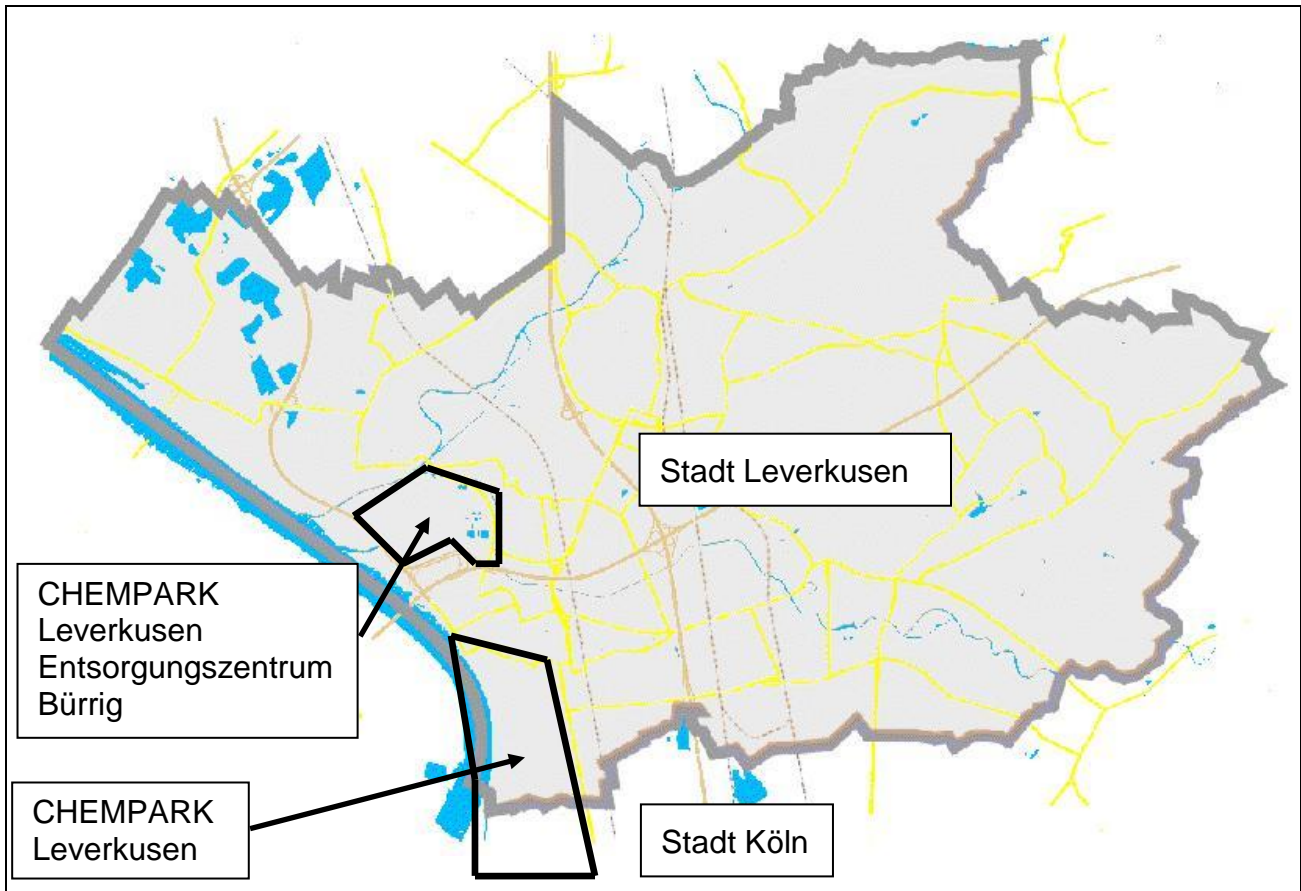 Stadt Leverkusen
CHEMPARK
Leverkusen
Entsorgungszentrum
Bürrig
CHEMPARK
Leverkusen
Stadt Köln